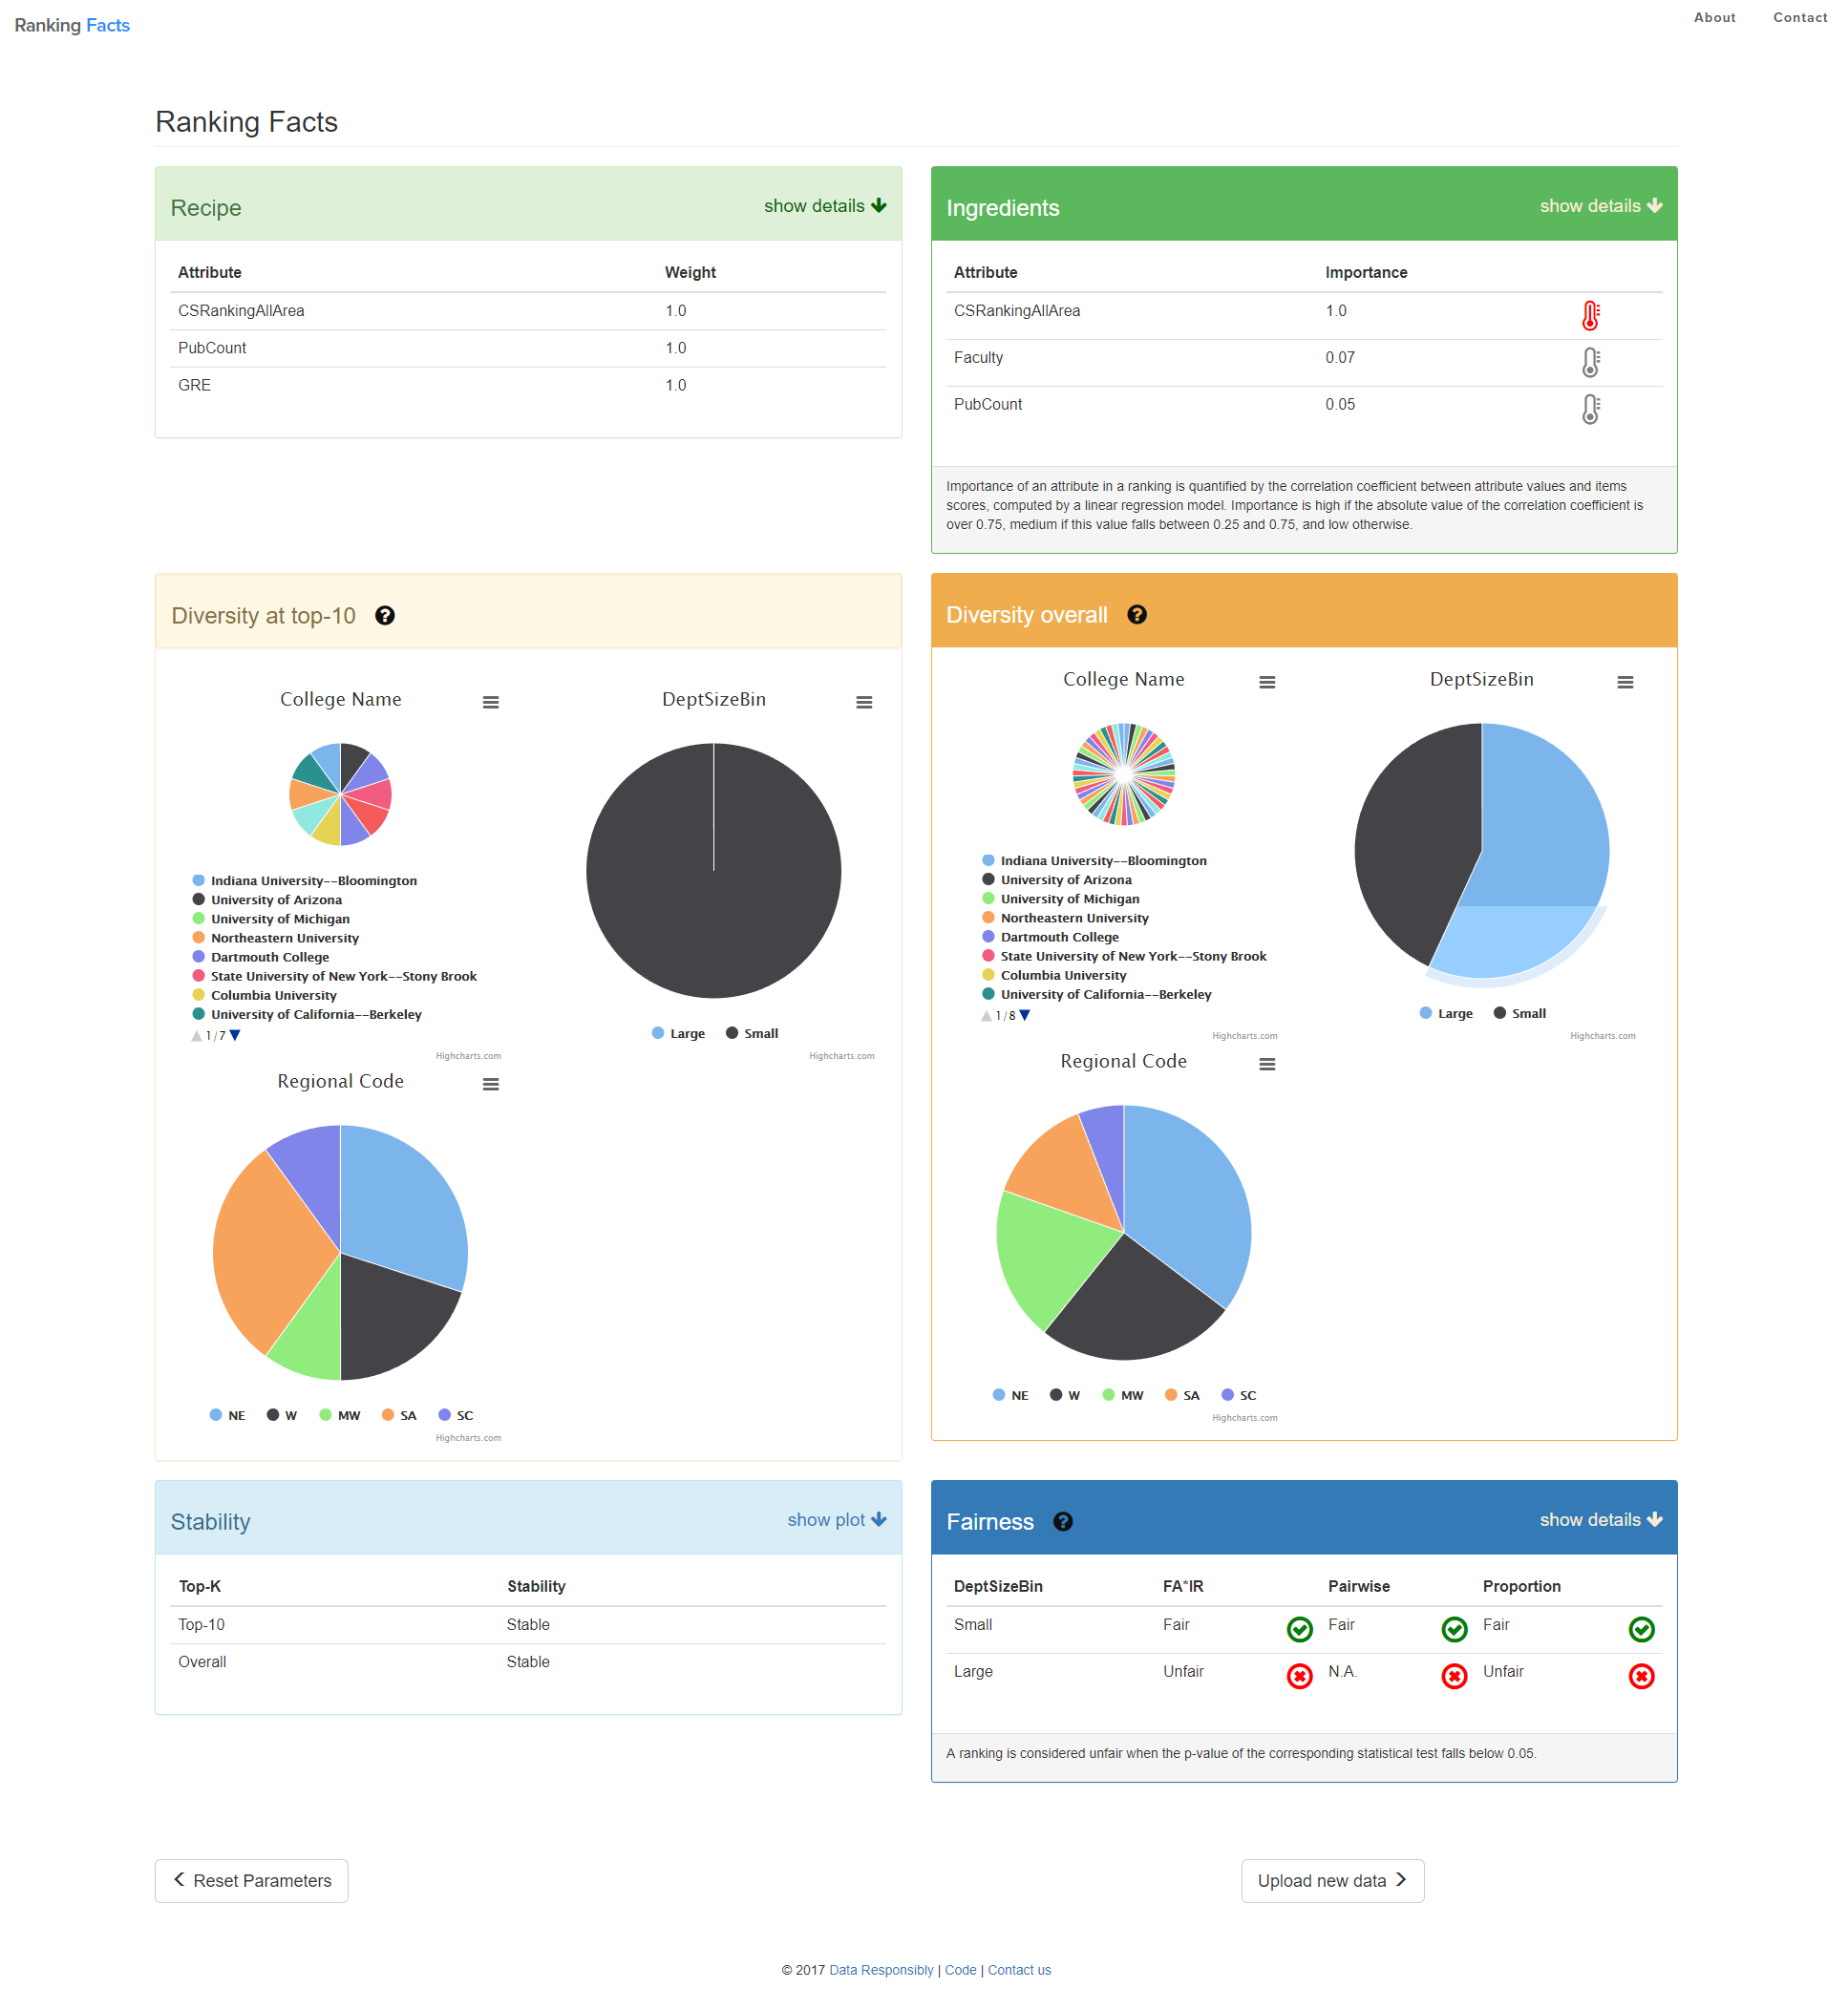 Ranking Facts
About Contact
Ranking Facts
Recipe show details
Attribute Weight
CSRankingAllArea 1.0
PubCount 1.0
GRE 1.0
Ingredients show details
Attribute Importance
CSRankingAllArea 1.0
Faculty 0.07
PubCount 0.05
Importance of an attribute in a ranking is quantified by the correlation coefficient between attribute values and items
scores, computed by a linear regression model. Importance is high if the absolute value of the correlation coefficient is
over 0.75, medium if this value falls between 0.25 and 0.75, and low otherwise.
Diversity at top-10 ?
College Name
Indiana University--Bloomington
University of Arizona
University of Michigan
Northeastern University
Dartmouth College
State University of New York--Stony Brook
Columbia University
University of California--Berkeley
1/7
Highcharts.com
DeptSizeBin
Large Small
Highcharts.com
Regional Code
NE W MW SA SC
Highcharts.com
Diversity overall ?
College Name
Indiana University--Bloomington
University of Arizona
University of Michigan
Northeastern University
Dartmouth College
State University of New York--Stony Brook
Columbia University
University of California--Berkeley
1/8
Highcharts.com
DeptSizeBin
Large Small
Highcharts.com
Regional Code
NE W MW SA SC
Highcharts.com
Stability show plot
Top-K Stability
Top-10 Stable
Overall Stable
Fairness ? show details
DeptSizeBin FA*IR Pairwise Proportion
Small Fair Fair Fair
Large Unfair N.A. Unfair
A ranking is considered unfair when the p-value of the corresponding statistical test falls below 0.05.
Reset Parameters
Upload new data
© 2017 Data Responsibly | Code | Contact us